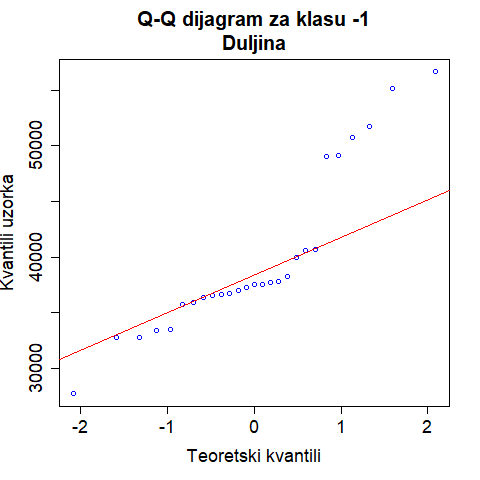 Q-Q dijagram za klasu -1
Duljina
Kvantili uzorka
50000
40000
30000
-2
-1
0
1
2
Teoretski kvantili